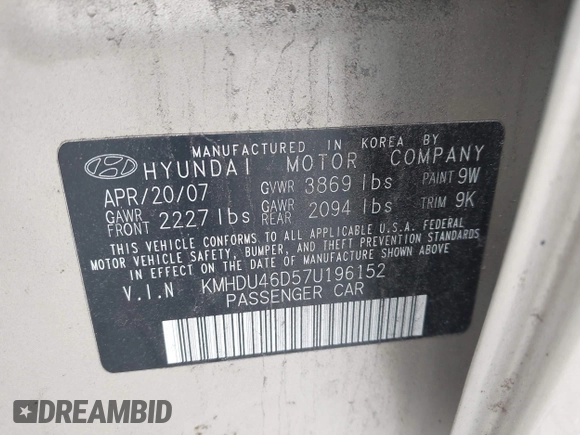 MANUFACTURED IN KOREA BY
HYUNDAI MOTOR COMPANY
APR/20/07 GVWR 3869 lbs PAINT 9W
GAWR FRONT 2227 lbs GAWR REAR 2094 lbs TRIM 9K
THIS VEHICLE CONFORMS TO ALL APPLICABLE U.S.A. FEDERAL
MOTOR VEHICLE SAFETY, BUMPER, AND THEFT PREVENTION STANDARDS
IN EFFECT ON THE DATE OF MANUFACTURE SHOWN ABOVE.
V.I.N KMHDU46D57U196152
PASSENGER CAR
DREAMBID